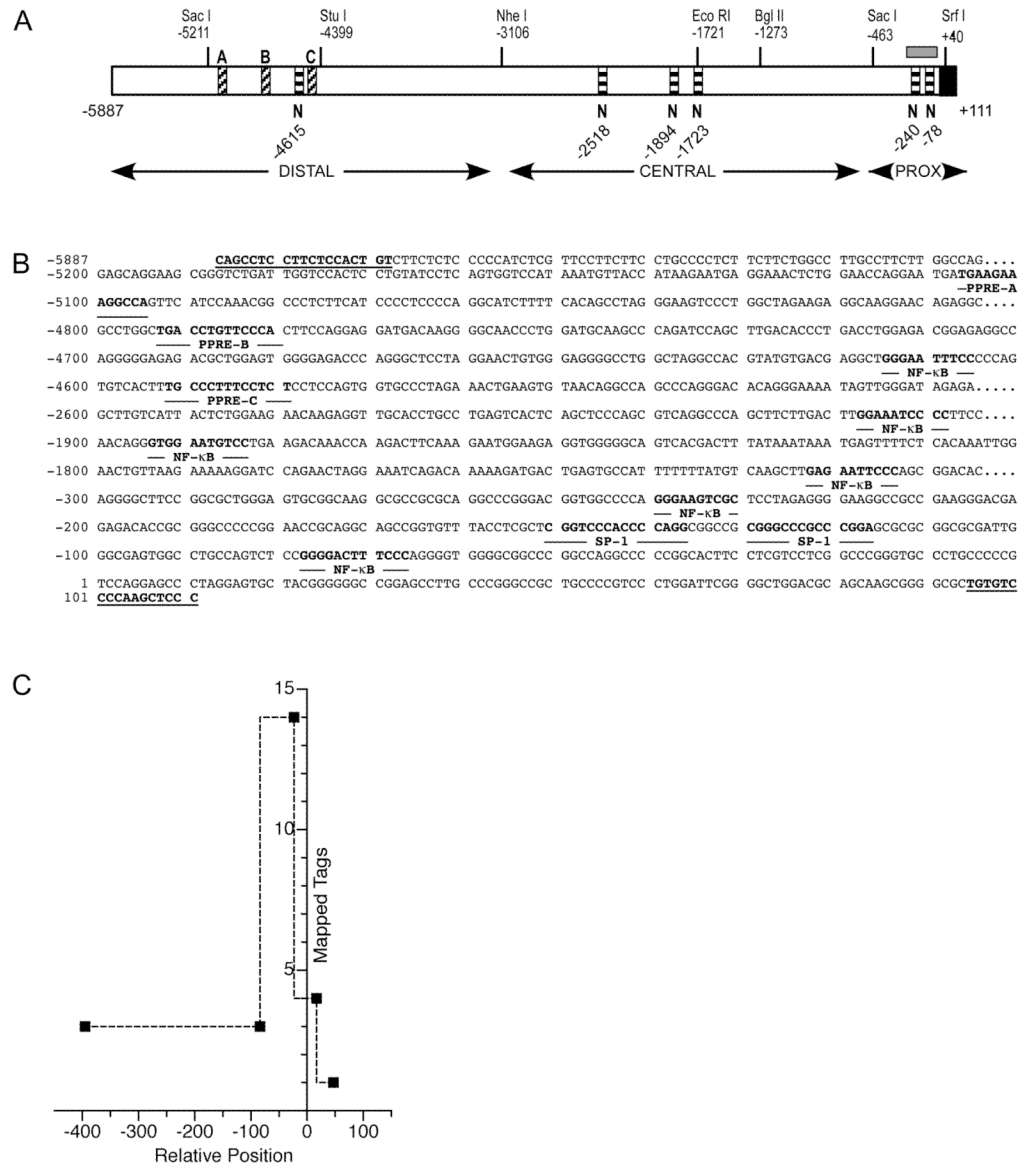 A
Sac I Stu I Nhe I Eco RI Bgl II Sac I Srf I
-5211 -4399 -3106 -1721 -1273 -463 +40
A B C
-5887 N N N N N N +111
-4615 -2518 -1894 -1723 -240 -78
DISTAL CENTRAL PROX
B
-5887 CAGCCTCC CTTCTCCACT GTCTTCTCTC CCCCATCTCG TTCCTTCTTC CTGCCCCTCT TCTTCTGGCC TTGCCTTCTT GGCCAG....
-5200 GAGCAGGAAG CGGGTCTGAT TGGTCCACTC CTGTATCCTC AGTGGTCCAT AAATGTTACC ATAAGAATGA GGAAACTCTG GAACCAGGAA TGATGAAGAA
PPRE-A
-5100 AGGCCAGTTC ATCCAAACGG CCCTCTTCAT CCCCTCCCCA GGCATCTTTT CACAGCCTAG GGAAGTCCCT GGCTAGAAGA GGCAAGGAAC AGAGGC....
-4800 GCCTGGCTGA CCTGTTCCCA CTTCCAGGAG GATGACAAGG GGCAACCCTG GATGCAAGCC CAGATCCAGC TTGACACCCT GACCTGGAGA CGGAGAGGCC
PPRE-B
-4700 AGGGGGAGAG ACGCTGGAGT GGGGAGACCC AGGGCTCCTA GGAACTGTGG GAGGGGCCTG GCTAGGCCAC GTATGTGACG AGGCTGGGAA TTTCCCCCAG
NF-κB
-4600 TGTCACTTTG CCCTTTCCTC TCCTCCAGTG GTGCCCTAGA AACTGAAGTG TAACAGGCCA GCCCAGGGAC ACAGGGAAAA TAGTTGGGAT AGAGA.....
PPRE-C
-2600 GCTTGTCATT ACTCTGGAAG AACAAGAGGT TGCACCTGCC TGAGTCACTC AGCTCCCAGC GTCAGGCCCA GCTTCTTGAC TTGGAAATCC CCTTCC....
NF-κB
-1900 AACAGGGTGG AATGTCCTGA AGACAAACCA AGACTTCAAA GAATGGAAGA GGTGGGGGCA GTCACGACTT TATAAATAAA TGAGTTTTCT CACAAATTGG
NF-κB
-1800 AACTGTTAAG AAAAAGGATC CAGAACTAGG AAATCAGACA AAAAGATGAC TGAGTGCCAT TTTTTTATGT CAAGCTTGAG AATTCCCAGC GGACAC....
NF-κB
-300 AGGGGCTTCC GGCGCTGGGA GTGCGGCAAG GCGCCGCGCA GGCCCGGGAC GGTGGCCCCA GGGAAGTCGC TCCTAGAGGG GAAGGCCGCC GAAGGGACGA
NF-κB
-200 GAGACACCGC GGGCCCCCGG AACCGCAGGC AGCCGGTGTT TACCTCGCTC GGTCCCACCC CCAGGCGGCCG CGGGCCCGCC CGGAGCGCGC GGCGCGATTG
SP-1 SP-1
-100 GGCGAGTGGC CTGCCAGTCT CCGGGGACTT TCCCAGGGGT GGGGCGGCCC CGGCCAGGCCC CCGGCACTTC CTCGTCCTCG GCCCGGGTGC CCTGCCCCCG
NF-κB
1 TCCAGGAGCC CTAGGAGTGC TACGGGGGGC CGGAGCCTTG CCCGGGCCGC TGCCCCGTCC CTGGATTCGG GGCTGGACGC AGCAAGCGGG GCGCTGTGTC
101 CCCAAGCTCC C
C
15
10
5
Mapped Tags
-400 -300 -200 -100 0 100
Relative Position